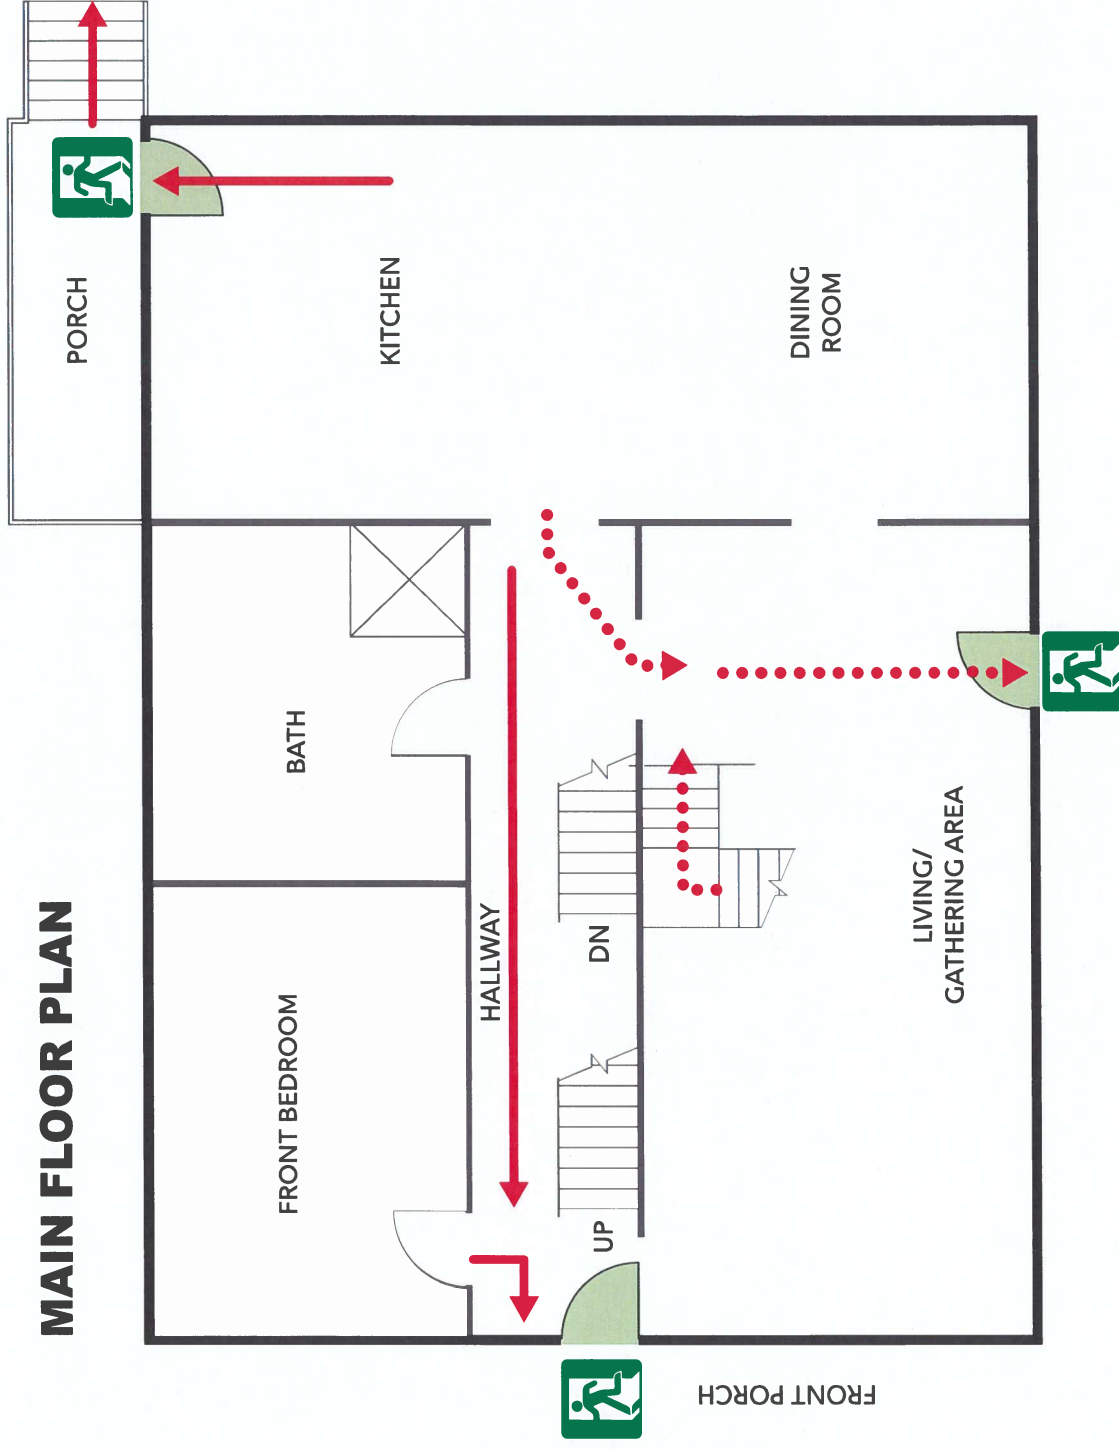 MAIN FLOOR PLAN
PORCH
KITCHEN
DINING
ROOM
BATH
HALLWAY
FRONT BEDROOM
DN
UP
LIVING/
GATHERING AREA
FRONT PORCH